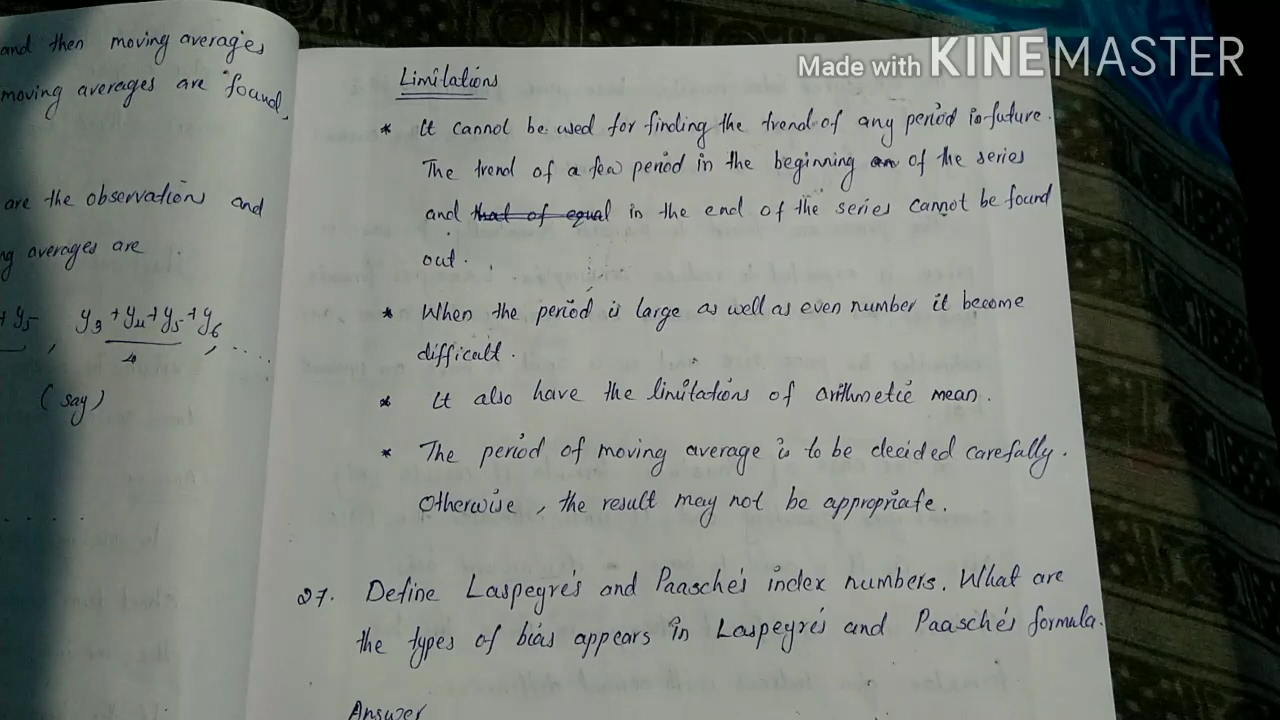 and then moving averages
moving averages are found,
are the observations and
averages are
+ y5 , y3 + y4 + y5 + y6 , ....
4
(say)
.....
Made with KINEMASTER
Limitations
* It cannot be used for finding the trend of any period in future.
The trend of a few period in the beginning of the series
and that of equal in the end of the series cannot be found
out.
* When the period is large as well as even number it become
difficult.
* It also have the limitations of arithmetic mean.
* The period of moving average is to be decided carefully.
Otherwise, the result may not be appropriate.
27. Define Laspeyre's and Paasche's index numbers. What are
the types of bias appears in Laspeyre's and Paasche's formula.
Answer